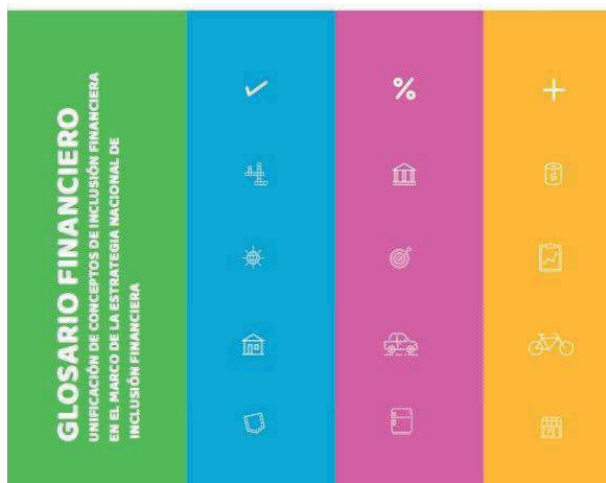 GLOSARIO FINANCIERO
UNIFICACIÓN DE CONCEPTOS DE INCLUSIÓN FINANCIERA
EN EL MARCO DE LA ESTRATEGIA NACIONAL DE
INCLUSIÓN FINANCIERA
%